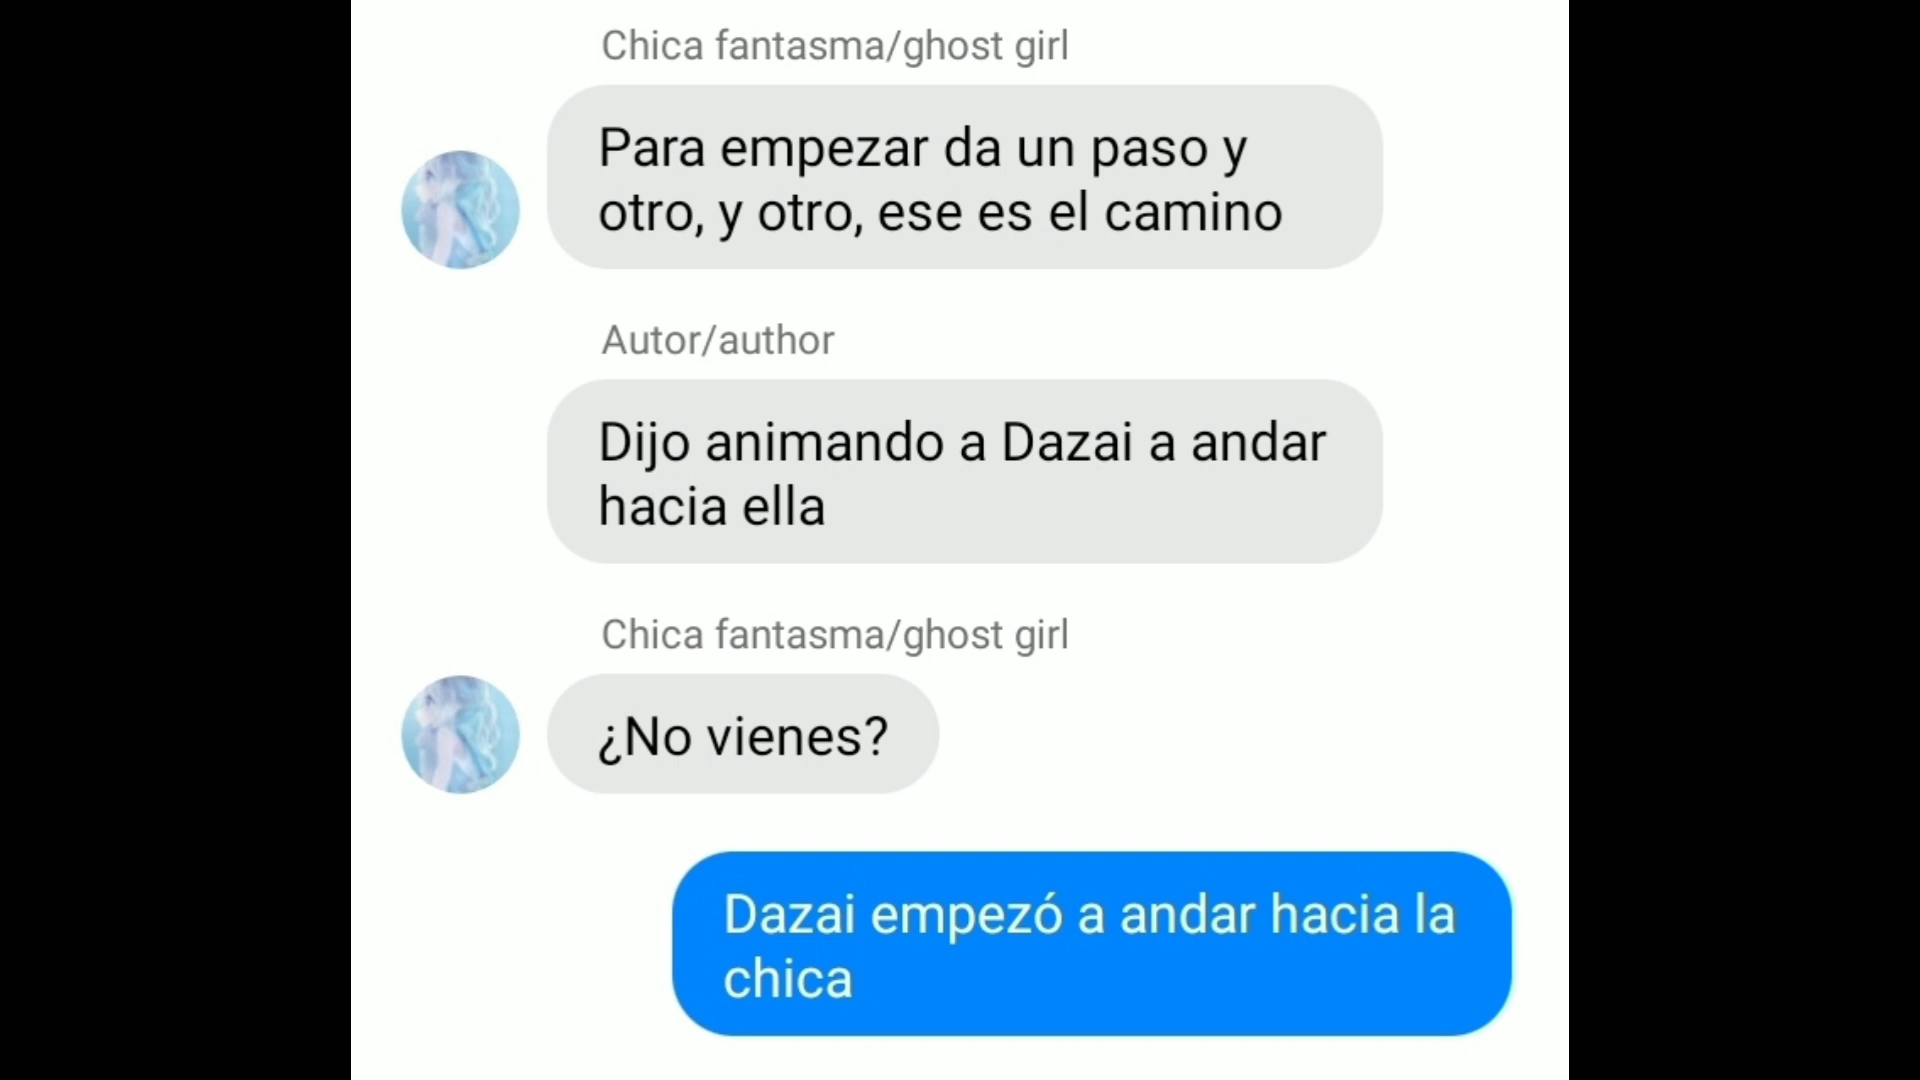 Chica fantasma/ghost girl
Para empezar da un paso y
otro, y otro, ese es el camino
Autor/author
Dijo animando a Dazai a andar
hacia ella
Chica fantasma/ghost girl
¿No vienes?
Dazai empezó a andar hacia la
chica